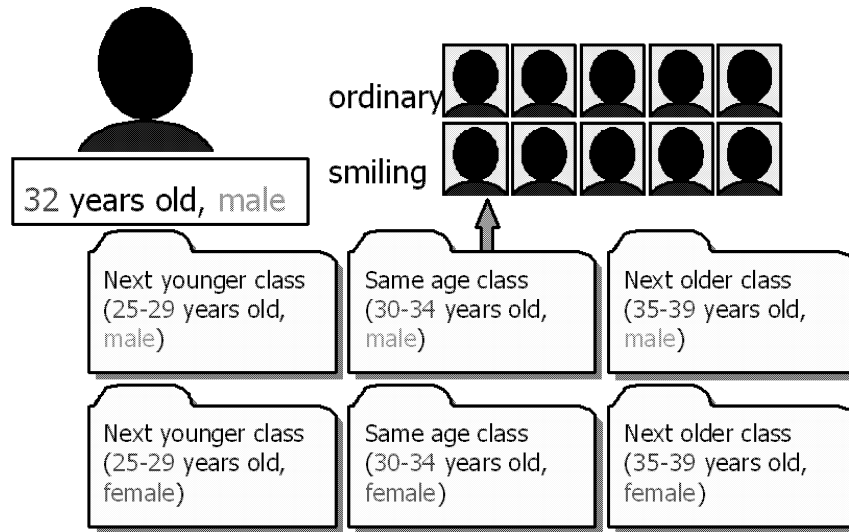 ordinary
smiling
32 years old, male
Next younger class
(25-29 years old,
male)
Same age class
(30-34 years old,
male)
Next older class
(35-39 years old,
male)
Next younger class
(25-29 years old,
female)
Same age class
(30-34 years old,
female)
Next older class
(35-39 years old,
female)